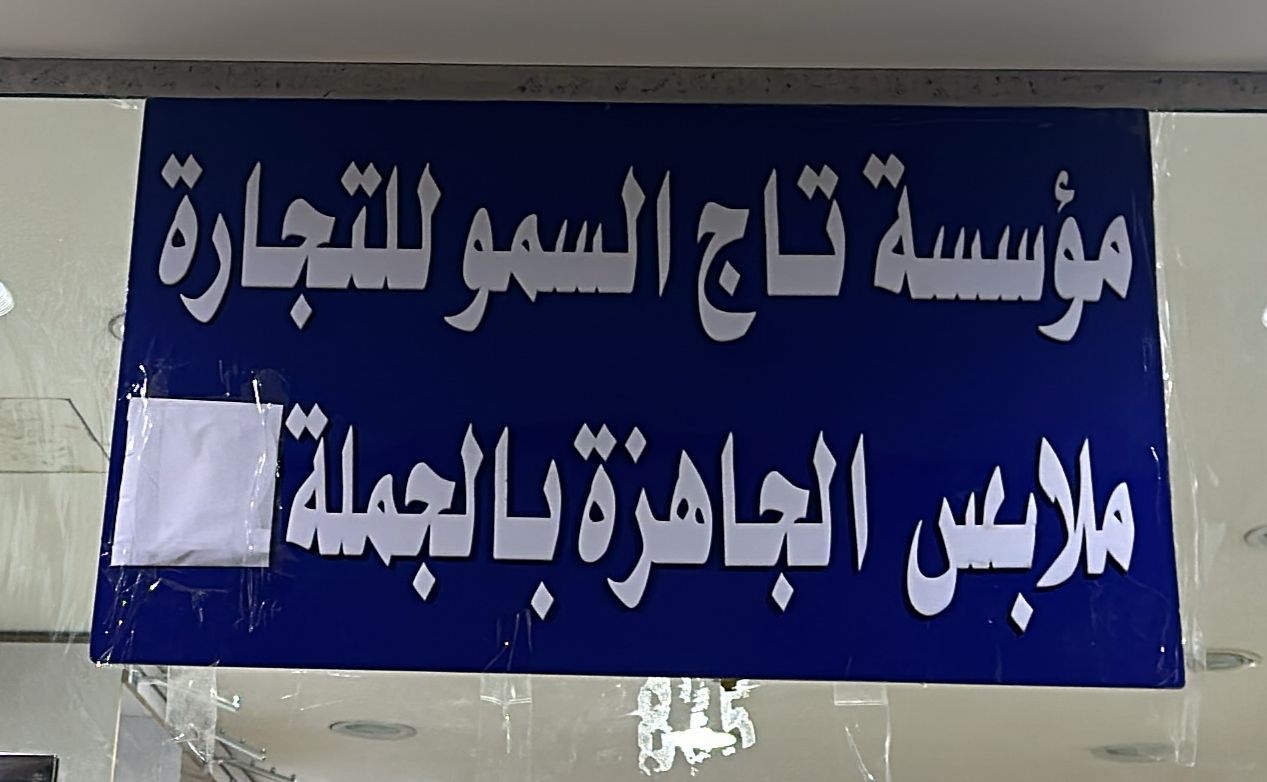 مؤسسة تاج السمو للتجارة
ملابس الجاهزة بالجملة